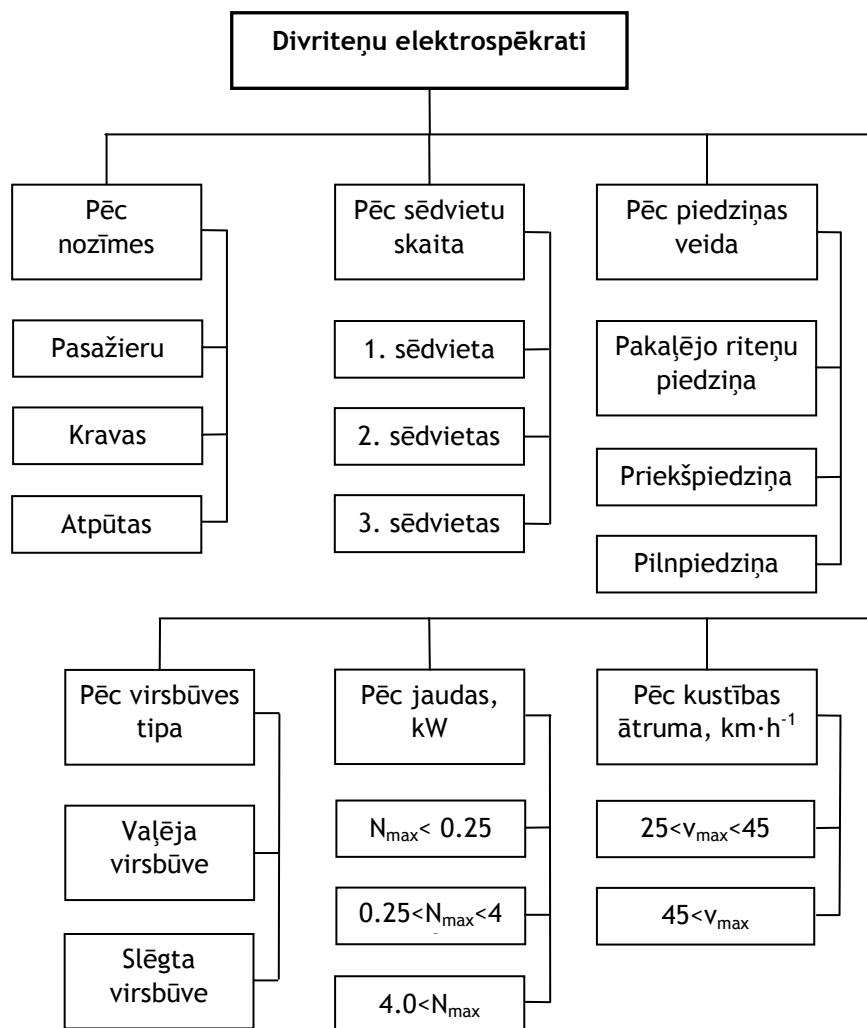 Divriteņu elektrospēkrati
Pēc
nozīmes
Pasažieru
Kravas
Atpūtas
Pēc sēdvietu
skaita
1. sēdvieta
2. sēdvietas
3. sēdvietas
Pēc piedziņas
veida
Pakaļējo riteņu
piedziņa
Priekšpiedziņa
Pilnpiedziņa
Pēc virsbūves
tipa
Vaļēja
virsbūve
Slēgta
virsbūve
Pēc jaudas,
kW
Nmax< 0.25
0.25<Nmax<4
4.0<Nmax
Pēc kustības
ātruma, km·h⁻¹
25<vmax<45
45<vmax